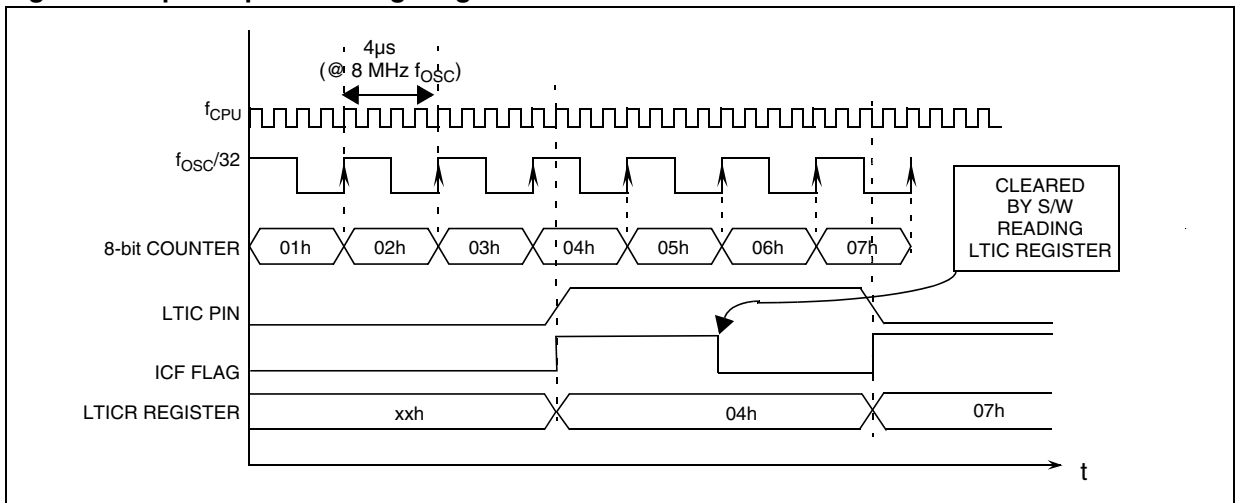 4µs
(@ 8 MHz fOSC)
fCPU
fOSC/32
CLEARED
BY S/W
READING
LTIC REGISTER
8-bit COUNTER 01h 02h 03h 04h 05h 06h 07h
LTIC PIN
ICF FLAG
LTICR REGISTER xxh 04h 07h
t